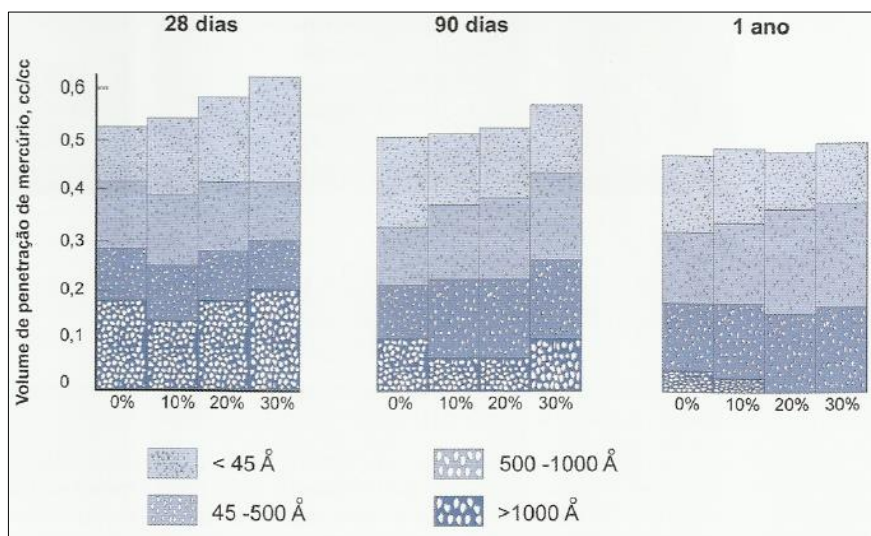 28 dias 90 dias 1 ano
Volume de penetração de mercúrio, cc/cc
0,6
0,5
0,4
0,3
0,2
0,1
0
0% 10% 20% 30% 0% 10% 20% 30% 0% 10% 20% 30%
< 45 Å 500 -1000 Å
45 -500 Å >1000 Å